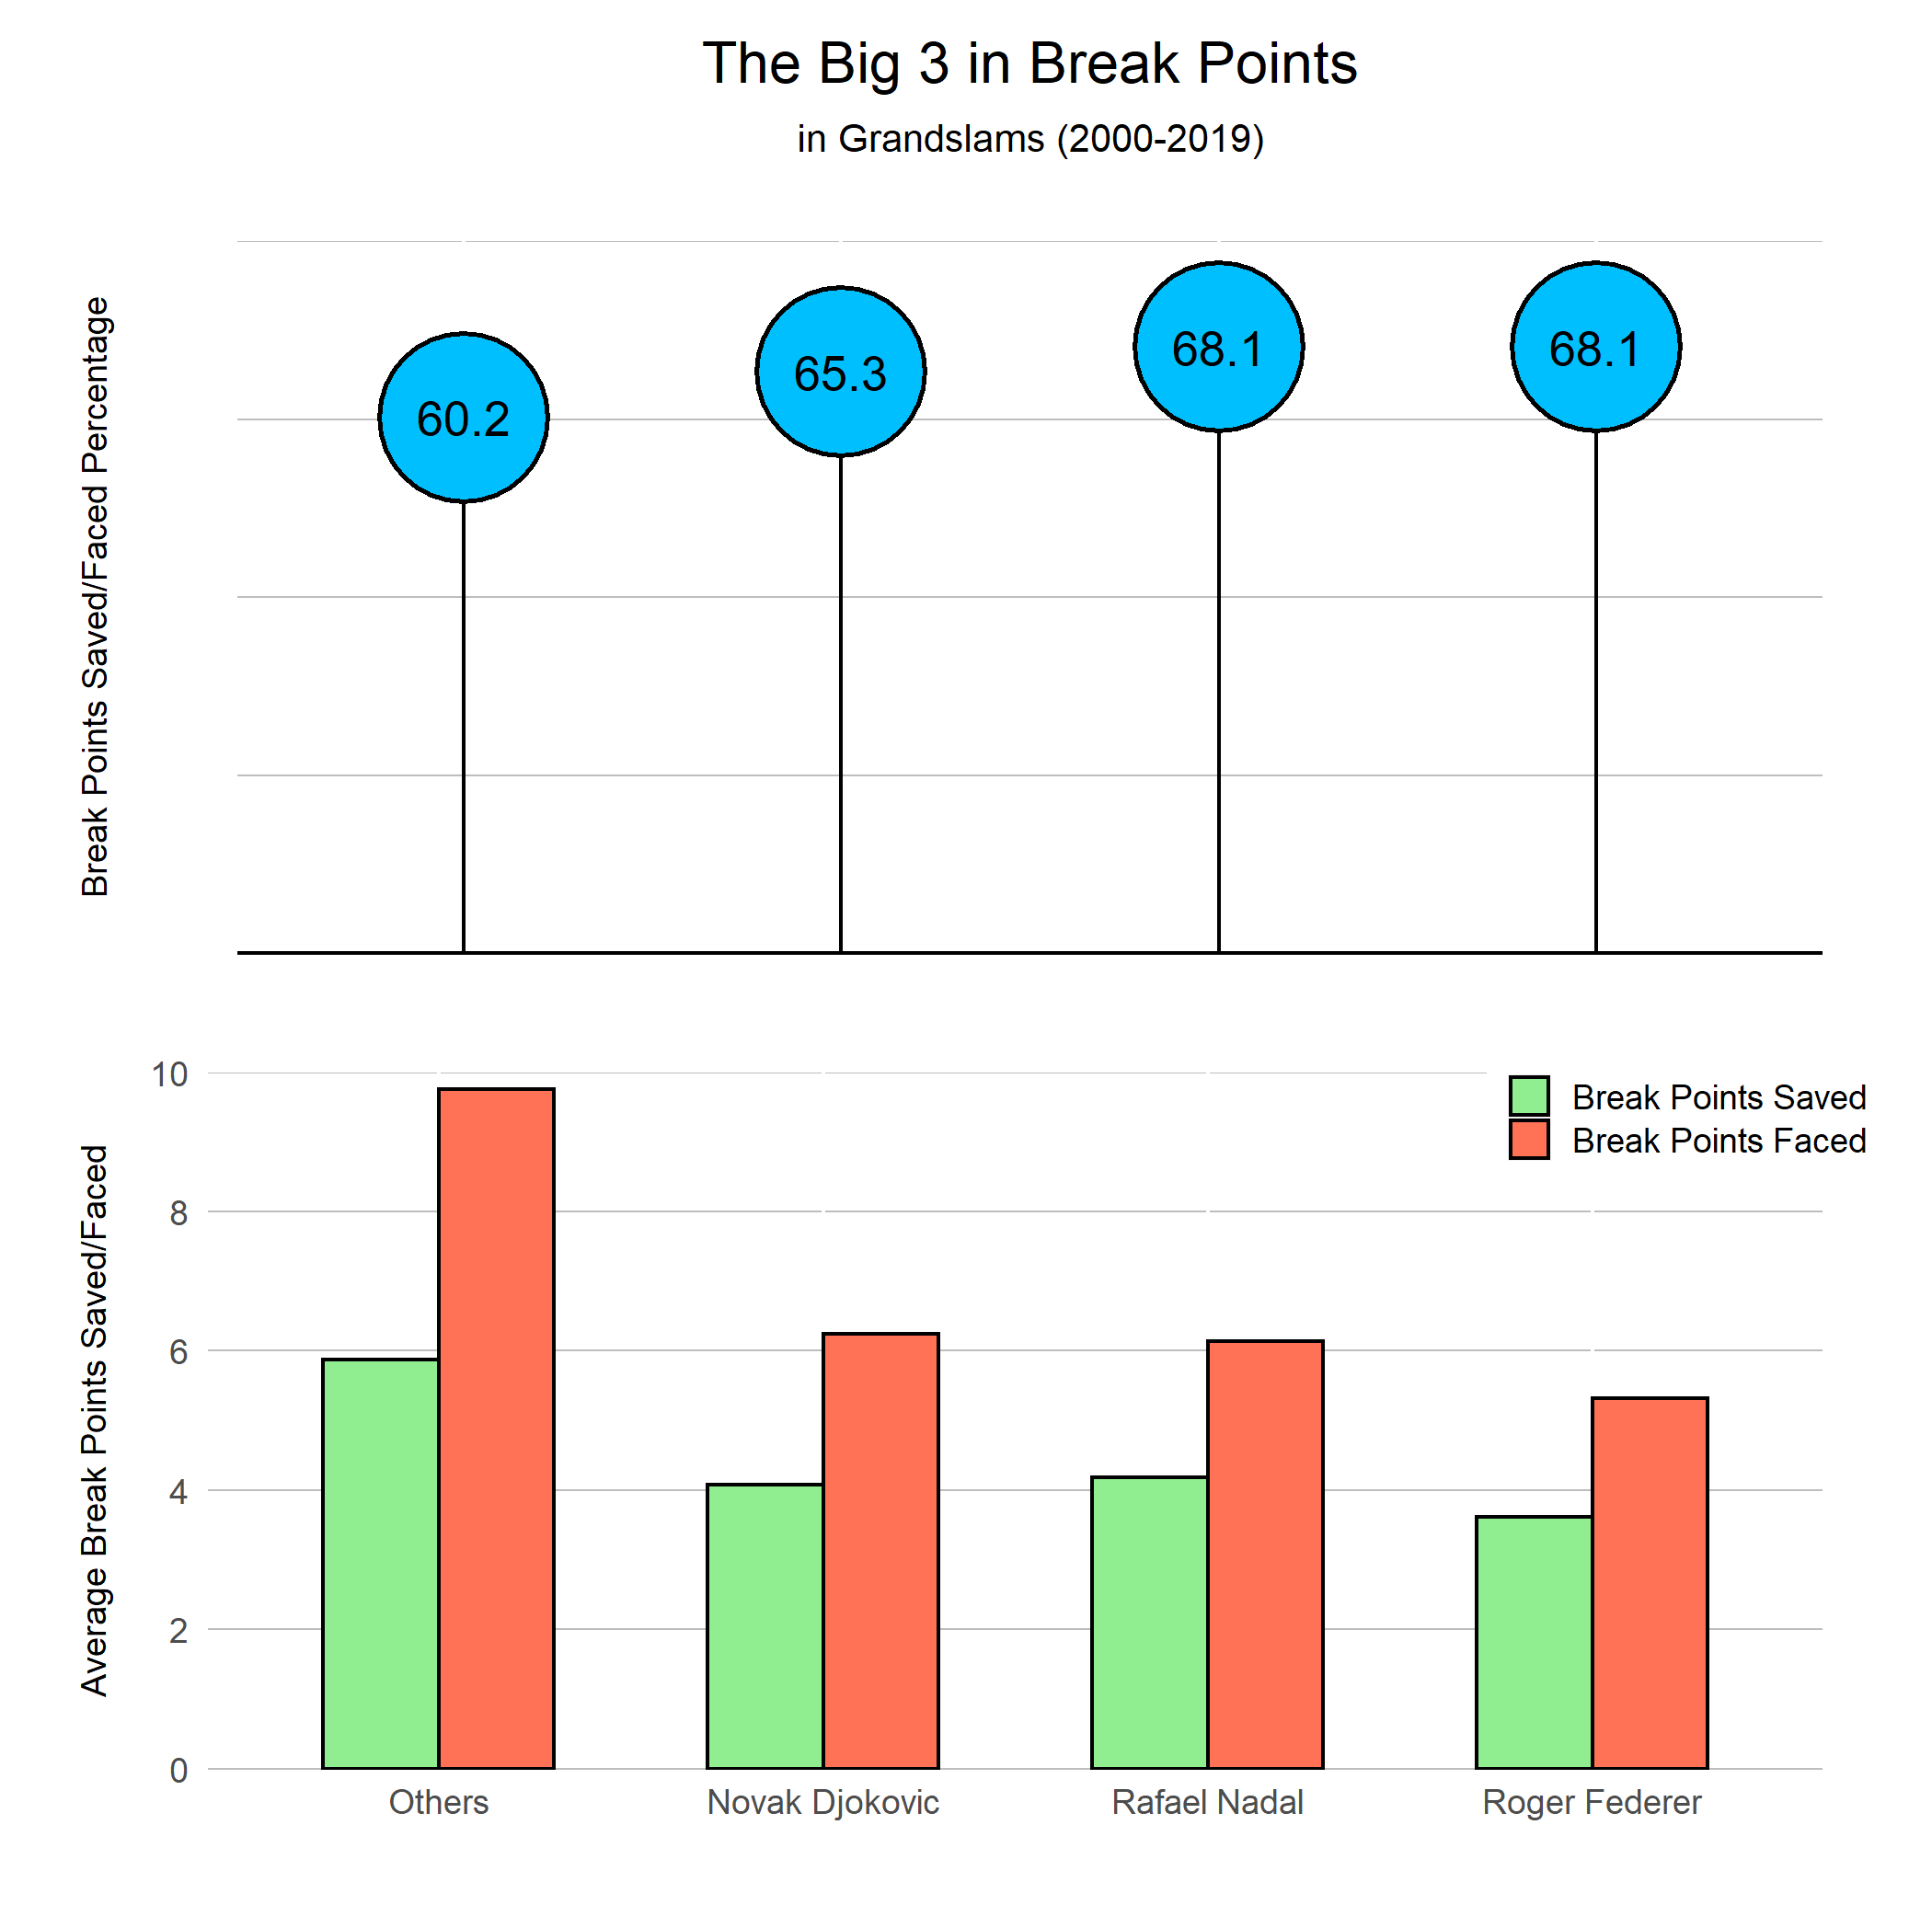 The Big 3 in Break Points
in Grandslams (2000-2019)
Break Points Saved/Faced Percentage
60.2
65.3
68.1
68.1
Average Break Points Saved/Faced
10
8
6
4
2
0
Break Points Saved
Break Points Faced
Others
Novak Djokovic
Rafael Nadal
Roger Federer